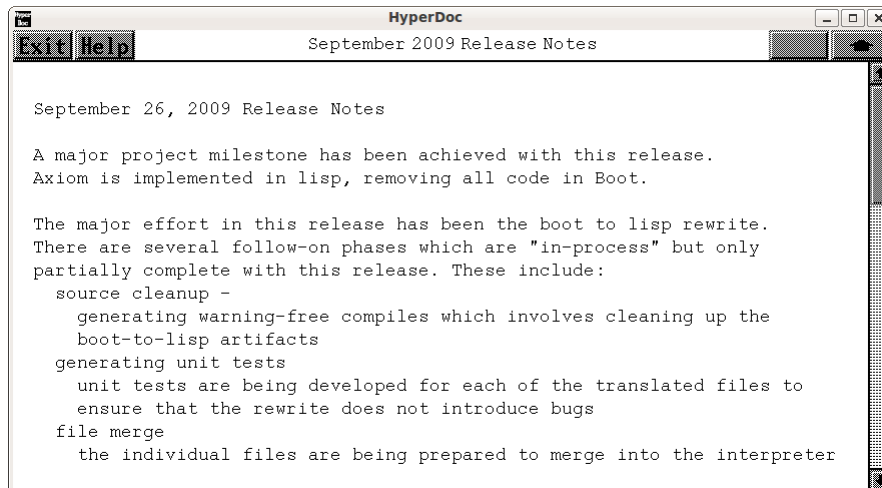 Hyper Doc
HyperDoc
Exit Help
September 2009 Release Notes
September 26, 2009 Release Notes
A major project milestone has been achieved with this release.
Axiom is implemented in lisp, removing all code in Boot.
The major effort in this release has been the boot to lisp rewrite.
There are several follow-on phases which are "in-process" but only
partially complete with this release. These include:
source cleanup -
generating warning-free compiles which involves cleaning up the
boot-to-lisp artifacts
generating unit tests
unit tests are being developed for each of the translated files to
ensure that the rewrite does not introduce bugs
file merge
the individual files are being prepared to merge into the interpreter